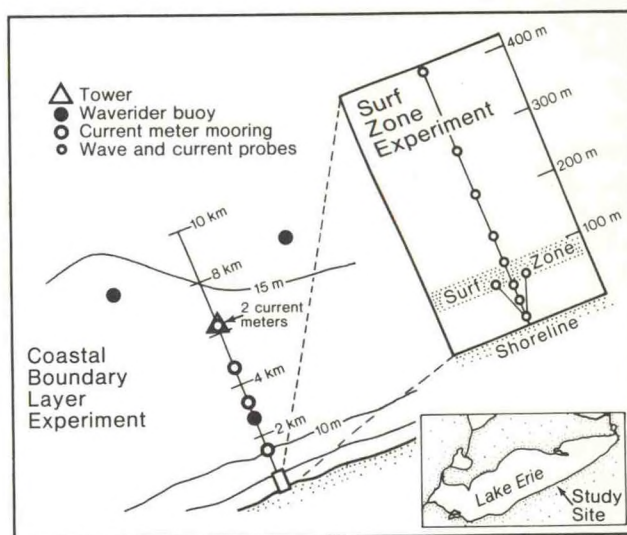 Tower
Waverider buoy
Current meter mooring
Wave and current probes
10 km
8 km
15 m
2 current
meters
4 km
2 km
10 m
Coastal
Boundary
Layer
Experiment
Surf
Zone
Experiment
400 m
300 m
200 m
100 m
Surf Zone
Shoreline
Lake Erie
Study
Site